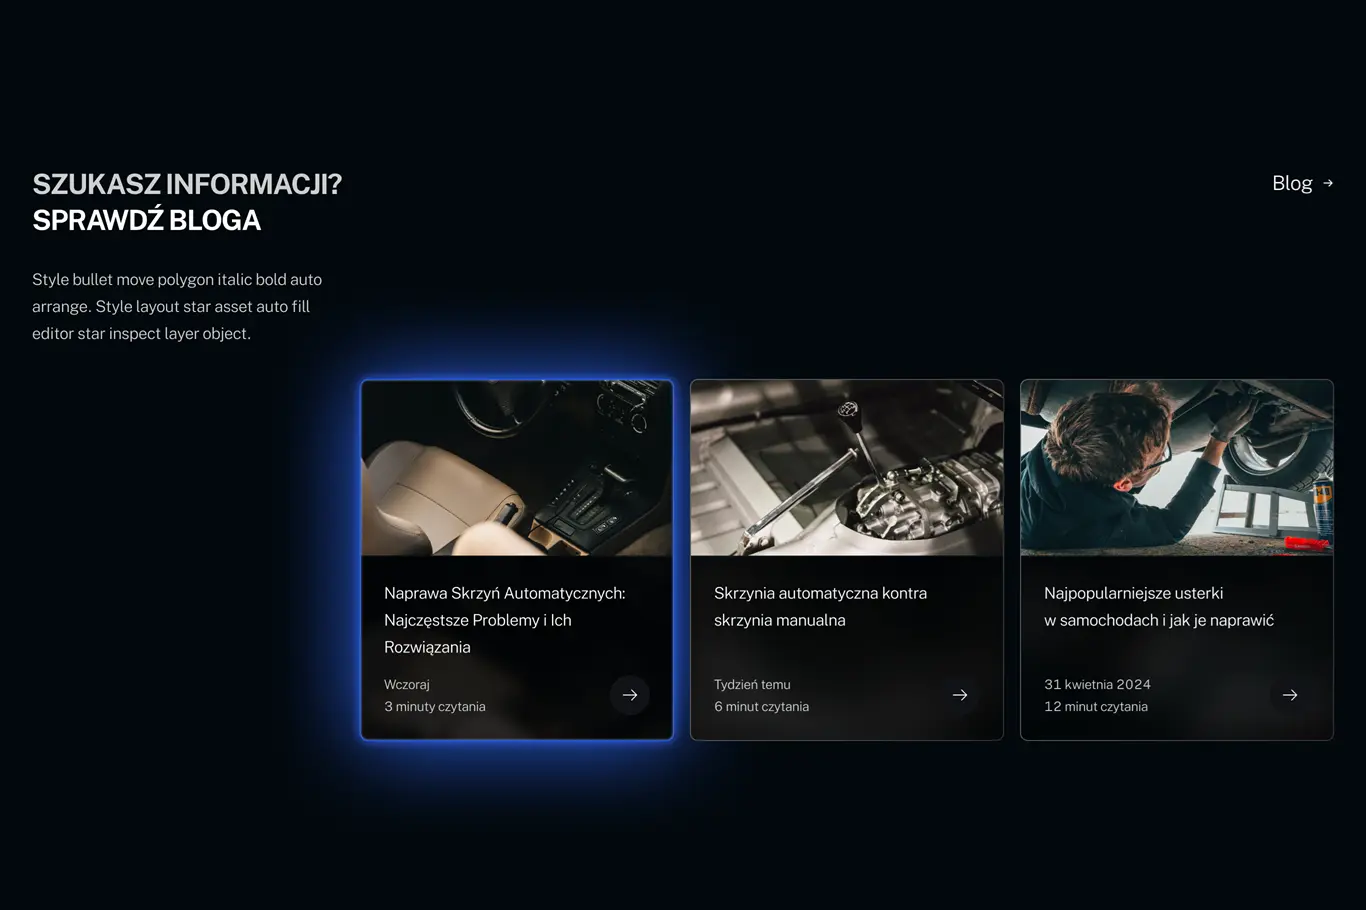 SZUKASZ INFORMACJI?
SPRAWDŹ BLOGA
Blog →
Style bullet move polygon italic bold auto
arrange. Style layout star asset auto fill
editor star inspect layer object.
Naprawa Skrzyń Automatycznych:
Najczęstsze Problemy i Ich
Rozwiązania
Wczoraj
3 minuty czytania
Skrzynia automatyczna kontra
skrzynia manualna
Tydzień temu
6 minut czytania
Najpopularniejsze usterki
w samochodach i jak je naprawić
31 kwietnia 2024
12 minut czytania